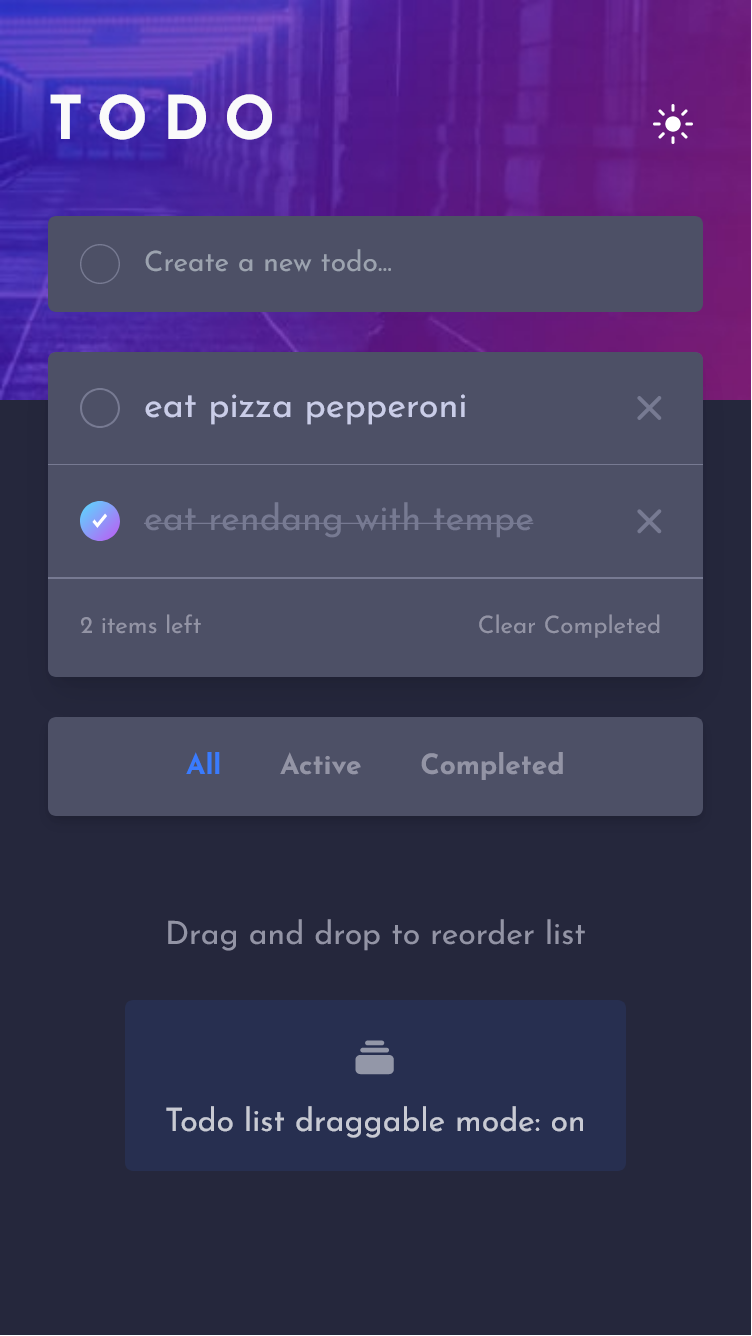 TODO
Create a new todo...
eat pizza pepperoni
eat rendang with tempe
2 items left
Clear Completed
All
Active
Completed
Drag and drop to reorder list
Todo list draggable mode: on